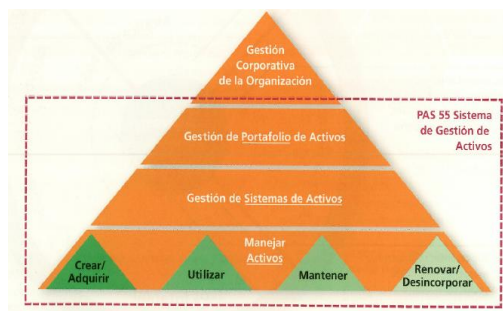 Gestión
Corporativa
de la Organización
PAS 55 Sistema
de Gestión de
Activos
Gestión de Portafolio de Activos
Gestión de Sistemas de Activos
Manejar
Activos
Crear/
Adquirir
Utilizar
Mantener
Renovar/
Desincorporar